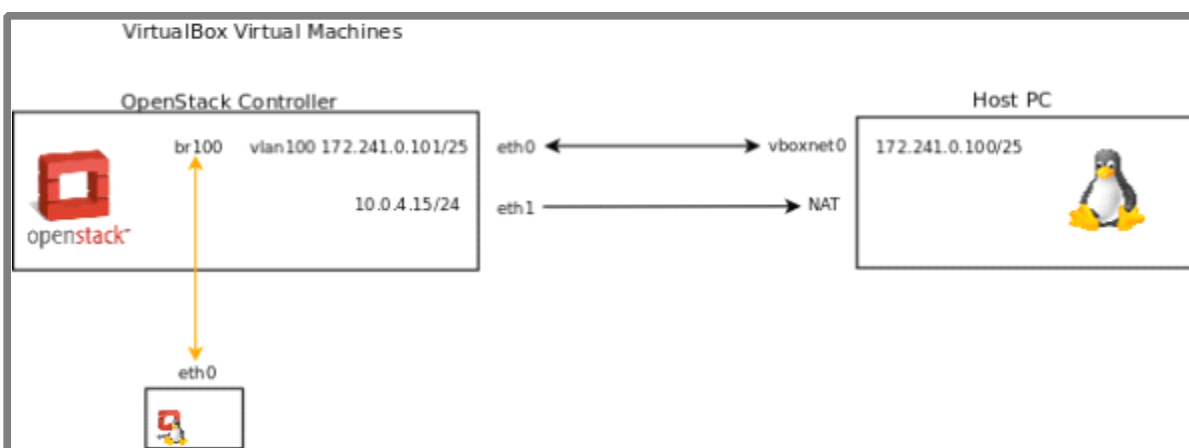 VirtualBox Virtual Machines
OpenStack Controller
Host PC
br100 vlan100 172.241.0.101/25 eth0 vboxnet0 172.241.0.100/25
10.0.4.15/24 eth1 NAT
openstack
eth0